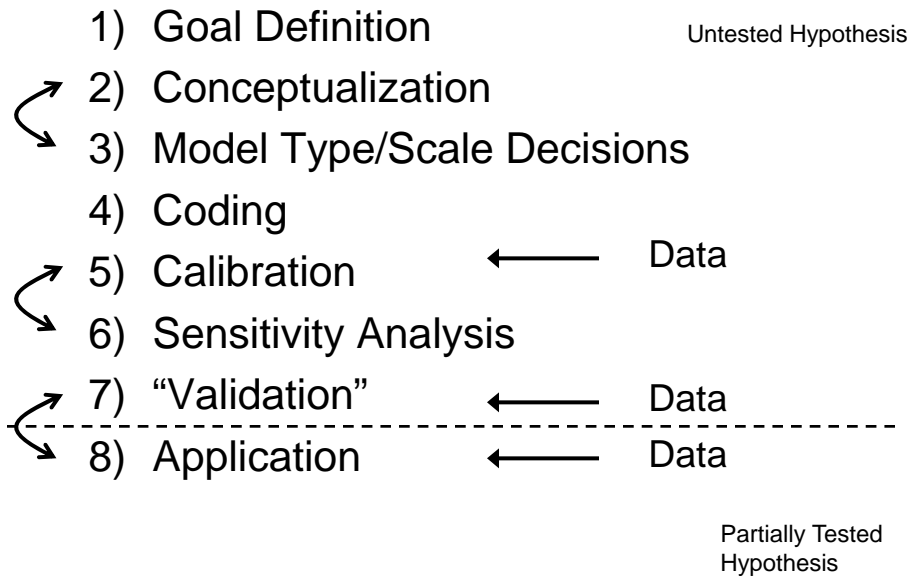 1) Goal Definition
Untested Hypothesis
2) Conceptualization
3) Model Type/Scale Decisions
4) Coding
5) Calibration
Data
6) Sensitivity Analysis
7) “Validation”
Data
8) Application
Data
Partially Tested
Hypothesis